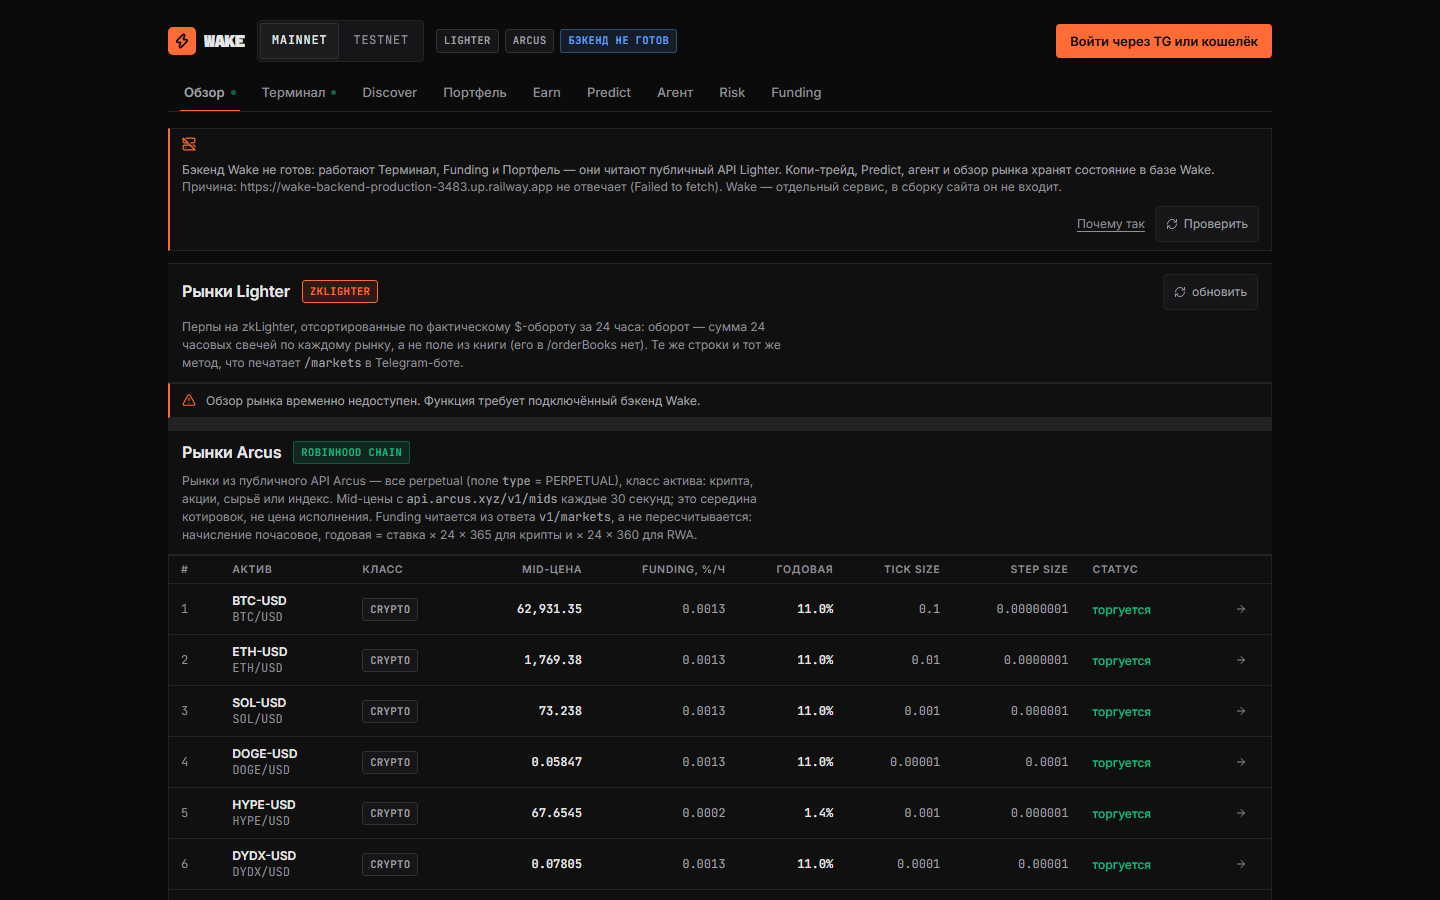 WAKE MAINNET TESTNET LIGHTER ARCUS БЭКЕНД НЕ ГОТОВ Войти через TG или кошелёк
Обзор Терминал Discover Портфель Earn Predict Агент Risk Funding
Бэкенд Wake не готов: работают Терминал, Funding и Портфель — они читают публичный API Lighter. Копи-трейд, Predict, агент и обзор рынка хранят состояние в базе Wake.
Причина: https://wake-backend-production-3483.up.railway.app не отвечает (Failed to fetch). Wake — отдельный сервис, в сборку сайта он не входит.
Почему так Проверить
Рынки Lighter ZKLIGHTER обновить
Перпы на zkLighter, отсортированные по фактическому $-обороту за 24 часа: оборот — сумма 24
часовых свечей по каждому рынку, а не поле из книги (его в /orderBooks нет). Те же строки и тот же
метод, что печатает /markets в Telegram-боте.
Обзор рынка временно недоступен. Функция требует подключённый бэкенд Wake.
Рынки Arcus ROBINHOOD CHAIN
Рынки из публичного API Arcus — все perpetual (поле type = PERPETUAL), класс актива: крипта,
акции, сырьё или индекс. Mid-цены с api.arcus.xyz/v1/mids каждые 30 секунд; это середина
котировок, не цена исполнения. Funding читается из ответа v1/markets, а не пересчитывается:
начисление почасовое, годовая = ставка × 24 × 365 для крипты и × 24 × 360 для RWA.
# АКТИВ КЛАСС MID-ЦЕНА FUNDING, %/Ч ГОДОВАЯ TICK SIZE STEP SIZE СТАТУС
1 BTC-USD CRYPTO 62,931.35 0.0013 11.0% 0.1 0.00000001 торгуется →
BTC/USD
2 ETH-USD CRYPTO 1,769.38 0.0013 11.0% 0.01 0.0000001 торгуется →
ETH/USD
3 SOL-USD CRYPTO 73.238 0.0013 11.0% 0.001 0.000001 торгуется →
SOL/USD
4 DOGE-USD CRYPTO 0.05847 0.0013 11.0% 0.00001 0.0001 торгуется →
DOGE/USD
5 HYPE-USD CRYPTO 67.6545 0.0002 1.4% 0.001 0.000001 торгуется →
HYPE/USD
6 DYDX-USD CRYPTO 0.07805 0.0013 11.0% 0.0001 0.00001 торгуется →
DYDX/USD